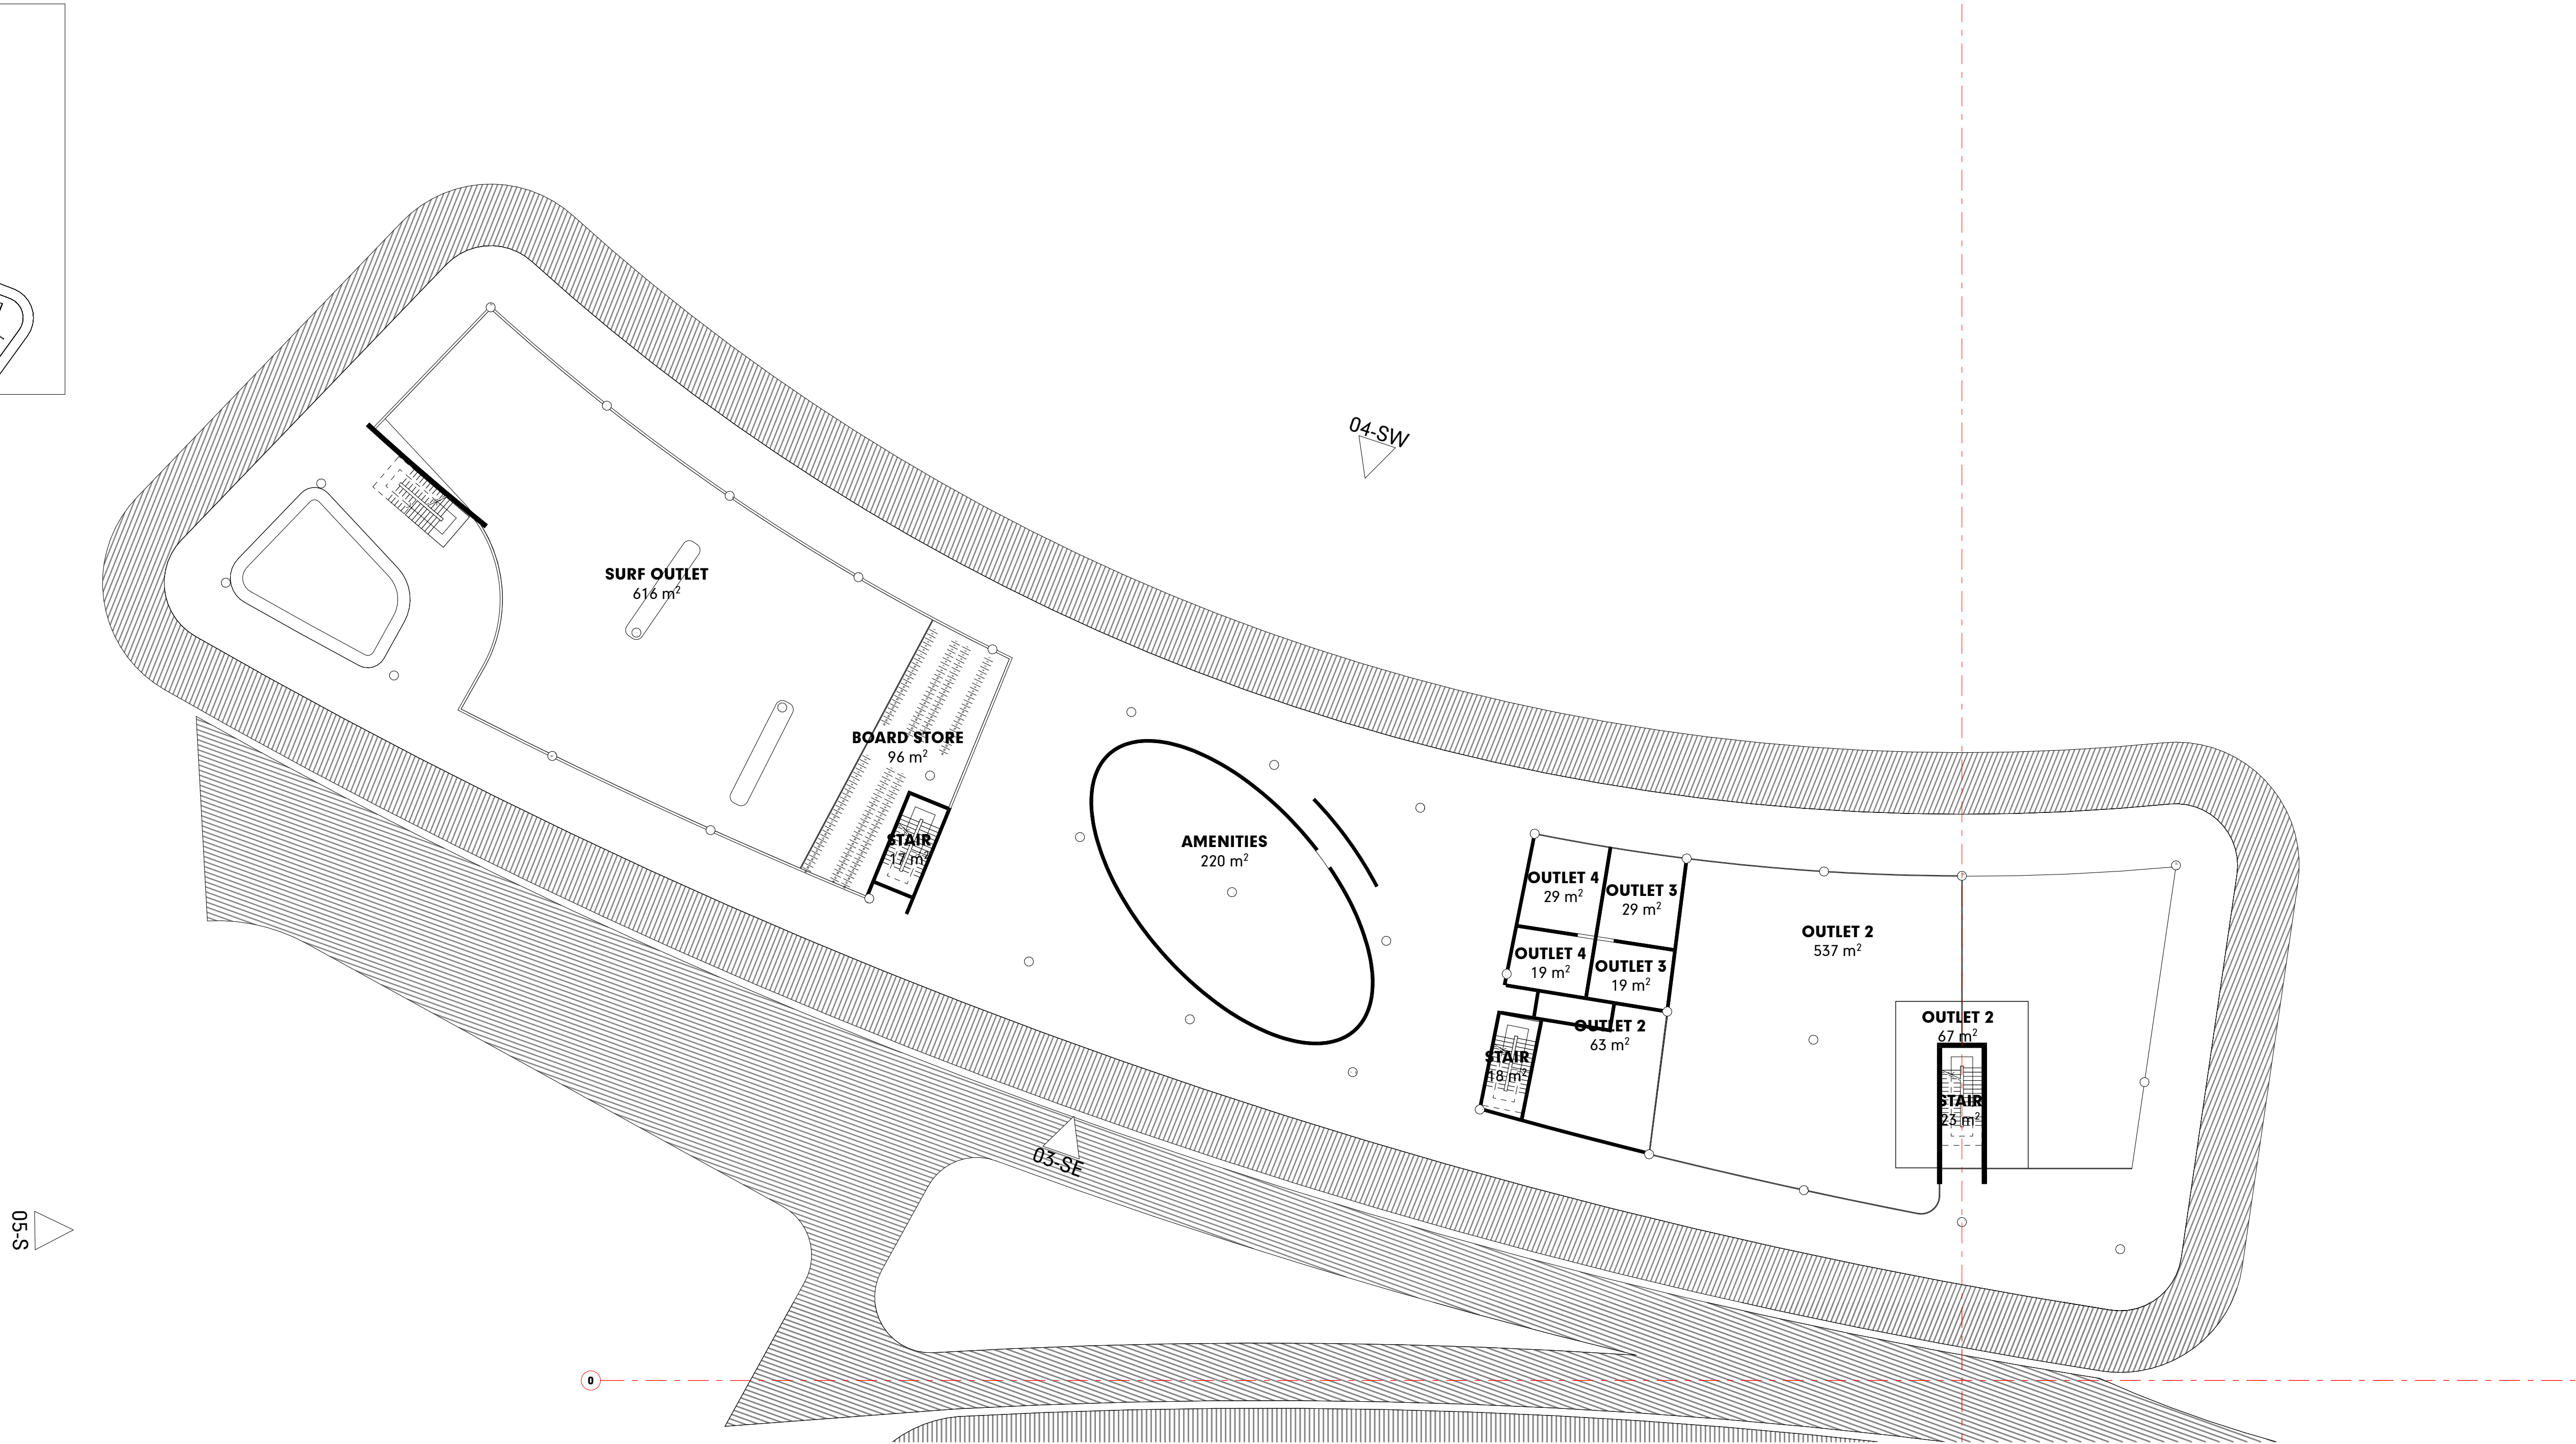 04-SW
SURF OUTLET
616 m²
BOARD STORE
96 m²
STAIR
17 m²
AMENITIES
220 m²
OUTLET 4
29 m²
OUTLET 3
29 m²
OUTLET 4
19 m²
OUTLET 3
19 m²
OUTLET 2
537 m²
OUTLET 2
63 m²
OUTLET 2
67 m²
STAIR
18 m²
STAIR
23 m²
03-SE
05-S
0